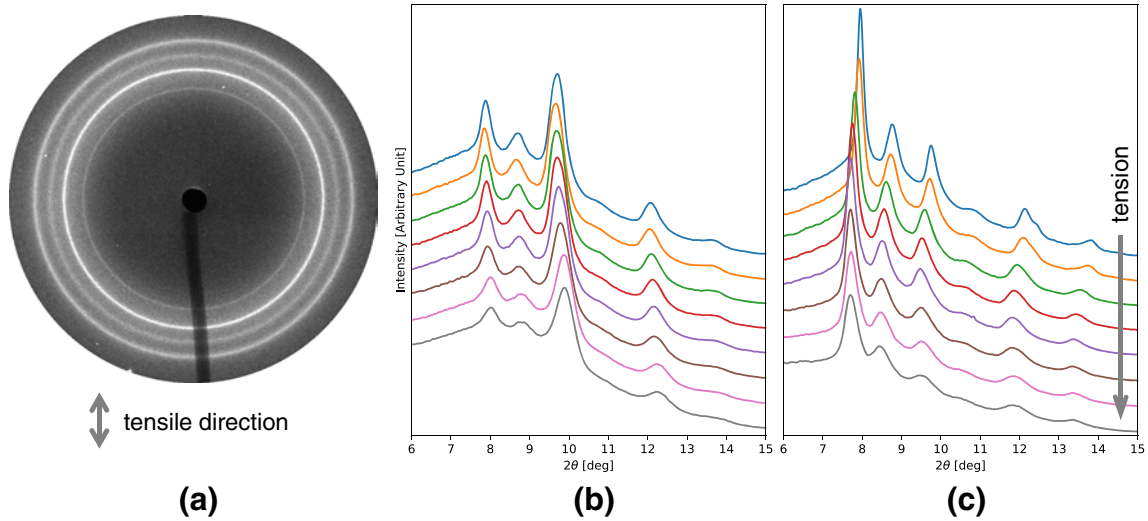 tensile direction
(a)
Intensity [Arbitrary Unit]
6 7 8 9 10 11 12 13 14 15
2θ [deg]
(b)
tension
6 7 8 9 10 11 12 13 14 15
2θ [deg]
(c)